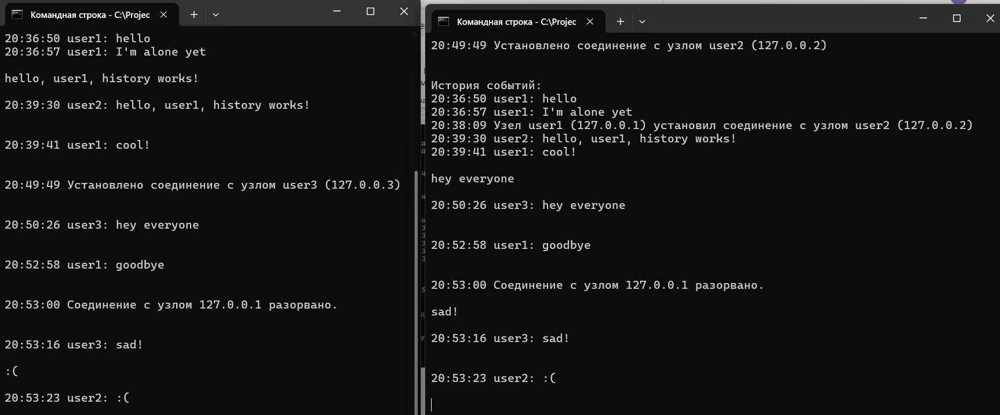 Командная строка - C:\Projec
20:36:50 user1: hello
20:36:57 user1: I'm alone yet
hello, user1, history works!
20:39:30 user2: hello, user1, history works!
20:39:41 user1: cool!
20:49:49 Установлено соединение с узлом user3 (127.0.0.3)
20:50:26 user3: hey everyone
20:52:58 user1: goodbye
20:53:00 Соединение с узлом 127.0.0.1 разорвано.
20:53:16 user3: sad!
:(
20:53:23 user2: :(
Командная строка - C:\Projec
20:49:49 Установлено соединение с узлом user2 (127.0.0.2)
История событий:
20:36:50 user1: hello
20:36:57 user1: I'm alone yet
20:38:09 Узел user1 (127.0.0.1) установил соединение с узлом user2 (127.0.0.2)
20:39:30 user2: hello, user1, history works!
20:39:41 user1: cool!
hey everyone
20:50:26 user3: hey everyone
20:52:58 user1: goodbye
20:53:00 Соединение с узлом 127.0.0.1 разорвано.
sad!
20:53:16 user3: sad!
20:53:23 user2: :(